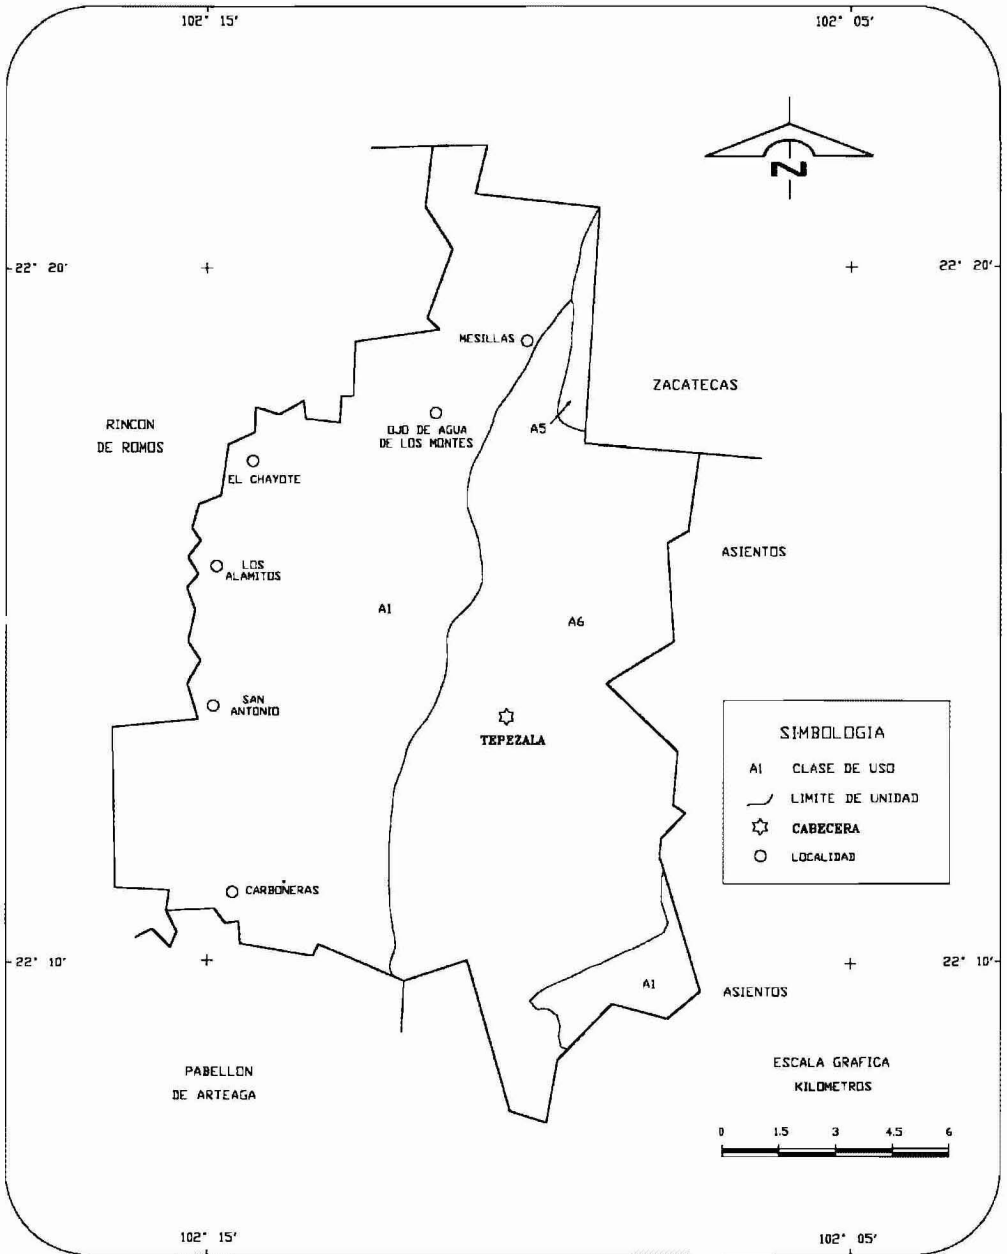 102° 15'
102° 05'
N
22° 20'
22° 20'
MESILLAS
ZACATECAS
RINCON
DE ROMOS
OJO DE AGUA
DE LOS MONTES
A5
EL CHAYOTE
ASIENTOS
LOS
ALAMITOS
A1
A6
SAN
ANTONIO
TEPEZALA
SIMBOLOGIA
A1 CLASE DE USO
LIMITE DE UNIDAD
CABECERA
LOCALIDAD
CARBOÑERAS
22° 10'
22° 10'
A1
ASIENTOS
PABELLON
DE ARTEAGA
ESCALA GRAFICA
KILOMETROS
0 1.5 3 4.5 6
102° 15'
102° 05'